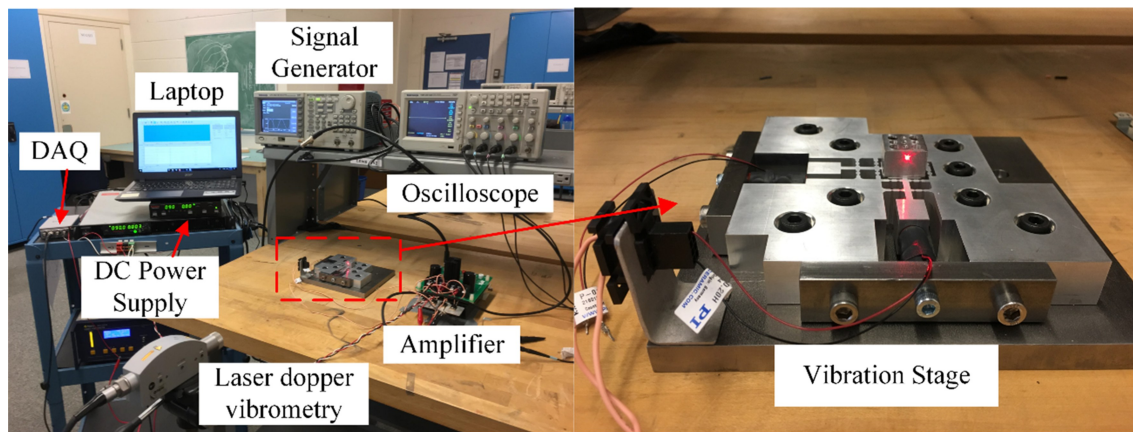 Signal
Generator
Laptop
DAQ
Oscilloscope
DC Power
Supply
Amplifier
Laser dopper
vibrometry
PI
Vibration Stage